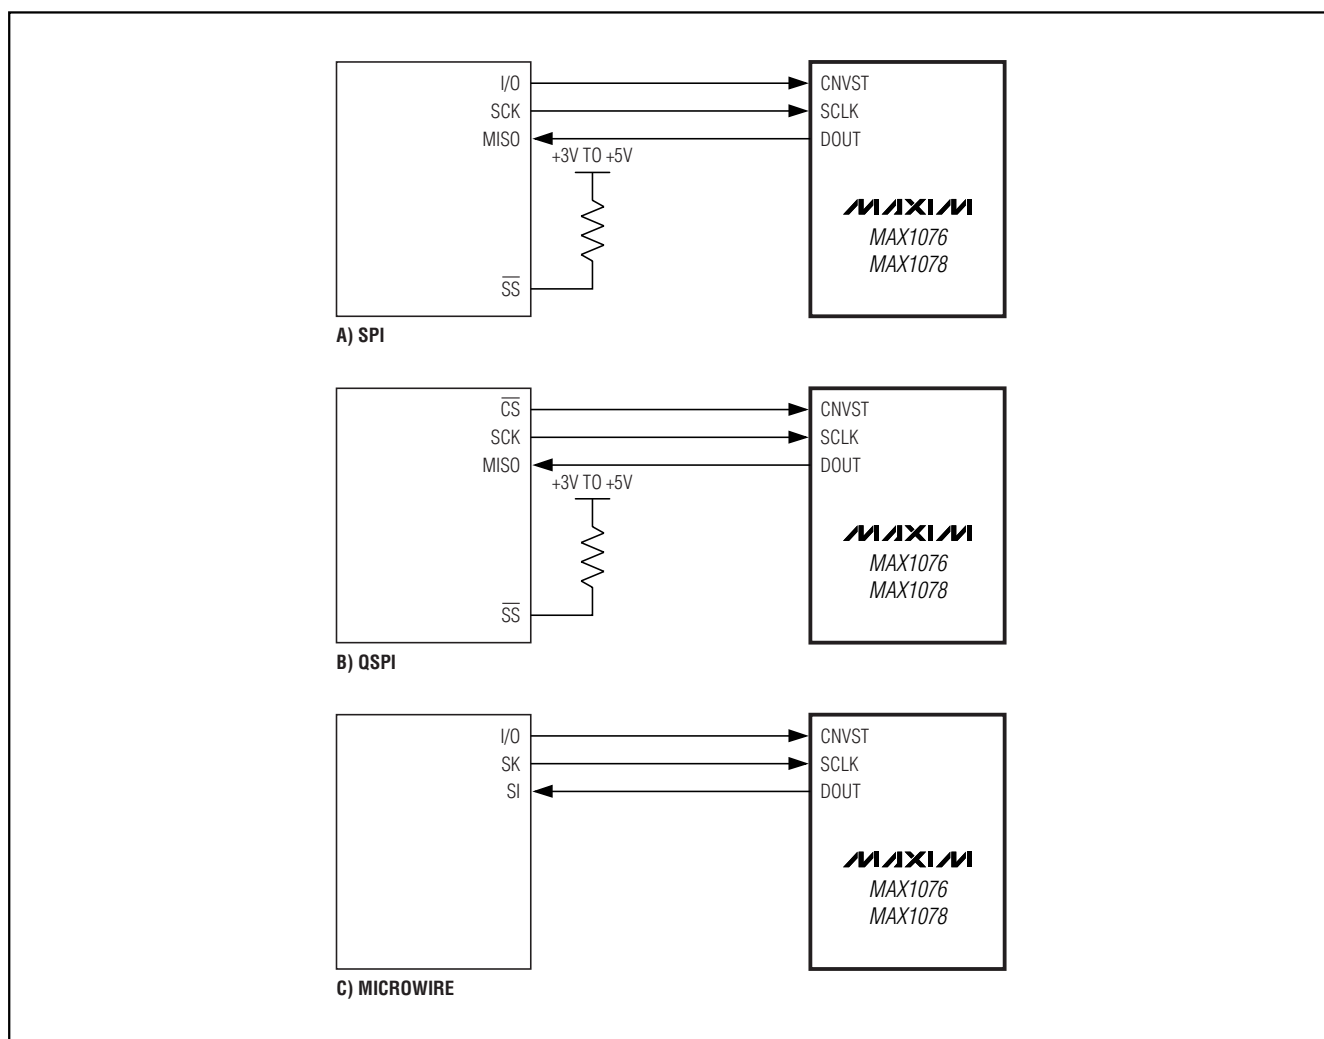 I/O CNVST
SCK SCLK
MISO DOUT
+3V TO +5V
MAXIM
MAX1076
MAX1078
SS
A) SPI
CS CNVST
SCK SCLK
MISO DOUT
+3V TO +5V
MAXIM
MAX1076
MAX1078
SS
B) QSPI
I/O CNVST
SK SCLK
SI DOUT
MAXIM
MAX1076
MAX1078
C) MICROWIRE